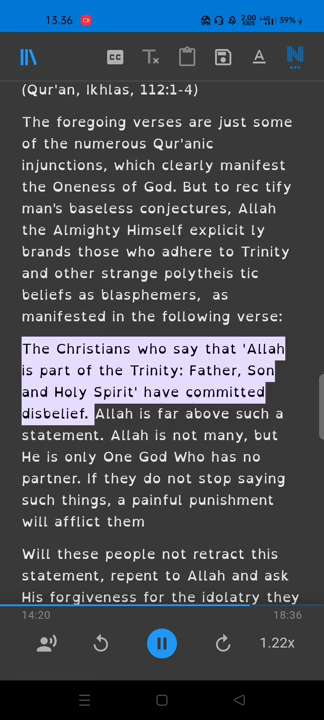 13.36
2,00
KB/S
59%
CC
(Qur'an, Ikhlas, 112:1-4)
The foregoing verses are just some
of the numerous Qur'anic
injunctions, which clearly manifest
the Oneness of God. But to rec tify
man's baseless conjectures, Allah
the Almighty Himself explicit ly
brands those who adhere to Trinity
and other strange polytheis tic
beliefs as blasphemers,  as
manifested in the following verse:
The Christians who say that 'Allah
is part of the Trinity: Father, Son
and Holy Spirit' have committed
disbelief. Allah is far above such a
statement. Allah is not many, but
He is only One God Who has no
partner. If they do not stop saying
such things, a painful punishment
will afflict them
Will these people not retract this
statement, repent to Allah and ask
His forgiveness for the idolatry they
14:20
18:36
1.22x